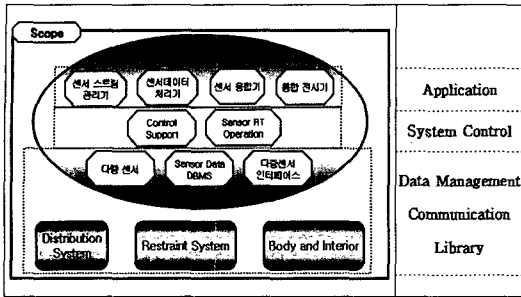 Scope
센서 스트림
관리기
센서데이터
처리기
센서 융합기
통합 전시기
Application
Control
Support
Sensor RT
Operation
System Control
다중 센서
Sensor Data
DBMS
다중센서
인터페이스
Data Management
Communication
Library
Distribution
System
Restraint System
Body and Interior